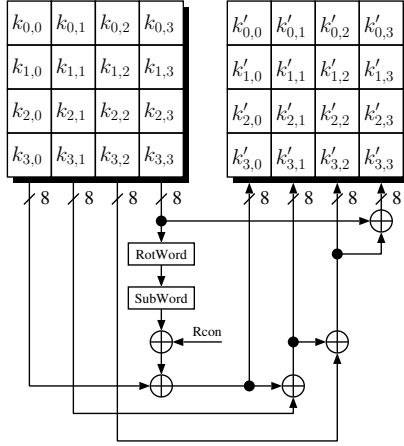 k0,0 k0,1 k0,2 k0,3 k′0,0 k′0,1 k′0,2 k′0,3
k1,0 k1,1 k1,2 k1,3 k′1,0 k′1,1 k′1,2 k′1,3
k2,0 k2,1 k2,2 k2,3 k′2,0 k′2,1 k′2,2 k′2,3
k3,0 k3,1 k3,2 k3,3 k′3,0 k′3,1 k′3,2 k′3,3
8 8 8 8 8 8 8 8
RotWord
SubWord
Rcon